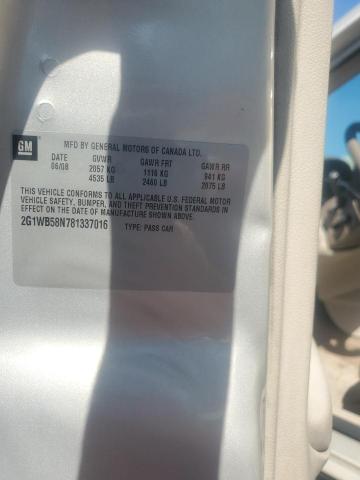 GM
MFD BY GENERAL MOTORS OF CANADA LTD.
DATE GVWR GAWR FRT GAWR RR
06/08 2057 KG 1116 KG 941 KG
4535 LB 2460 LB 2075 LB
THIS VEHICLE CONFORMS TO ALL APPLICABLE U.S. FEDERAL MOTOR
VEHICLE SAFETY, BUMPER, AND THEFT PREVENTION STANDARDS IN
EFFECT ON THE DATE OF MANUFACTURE SHOWN ABOVE.
2G1WB58N781337016 TYPE: PASS CAR